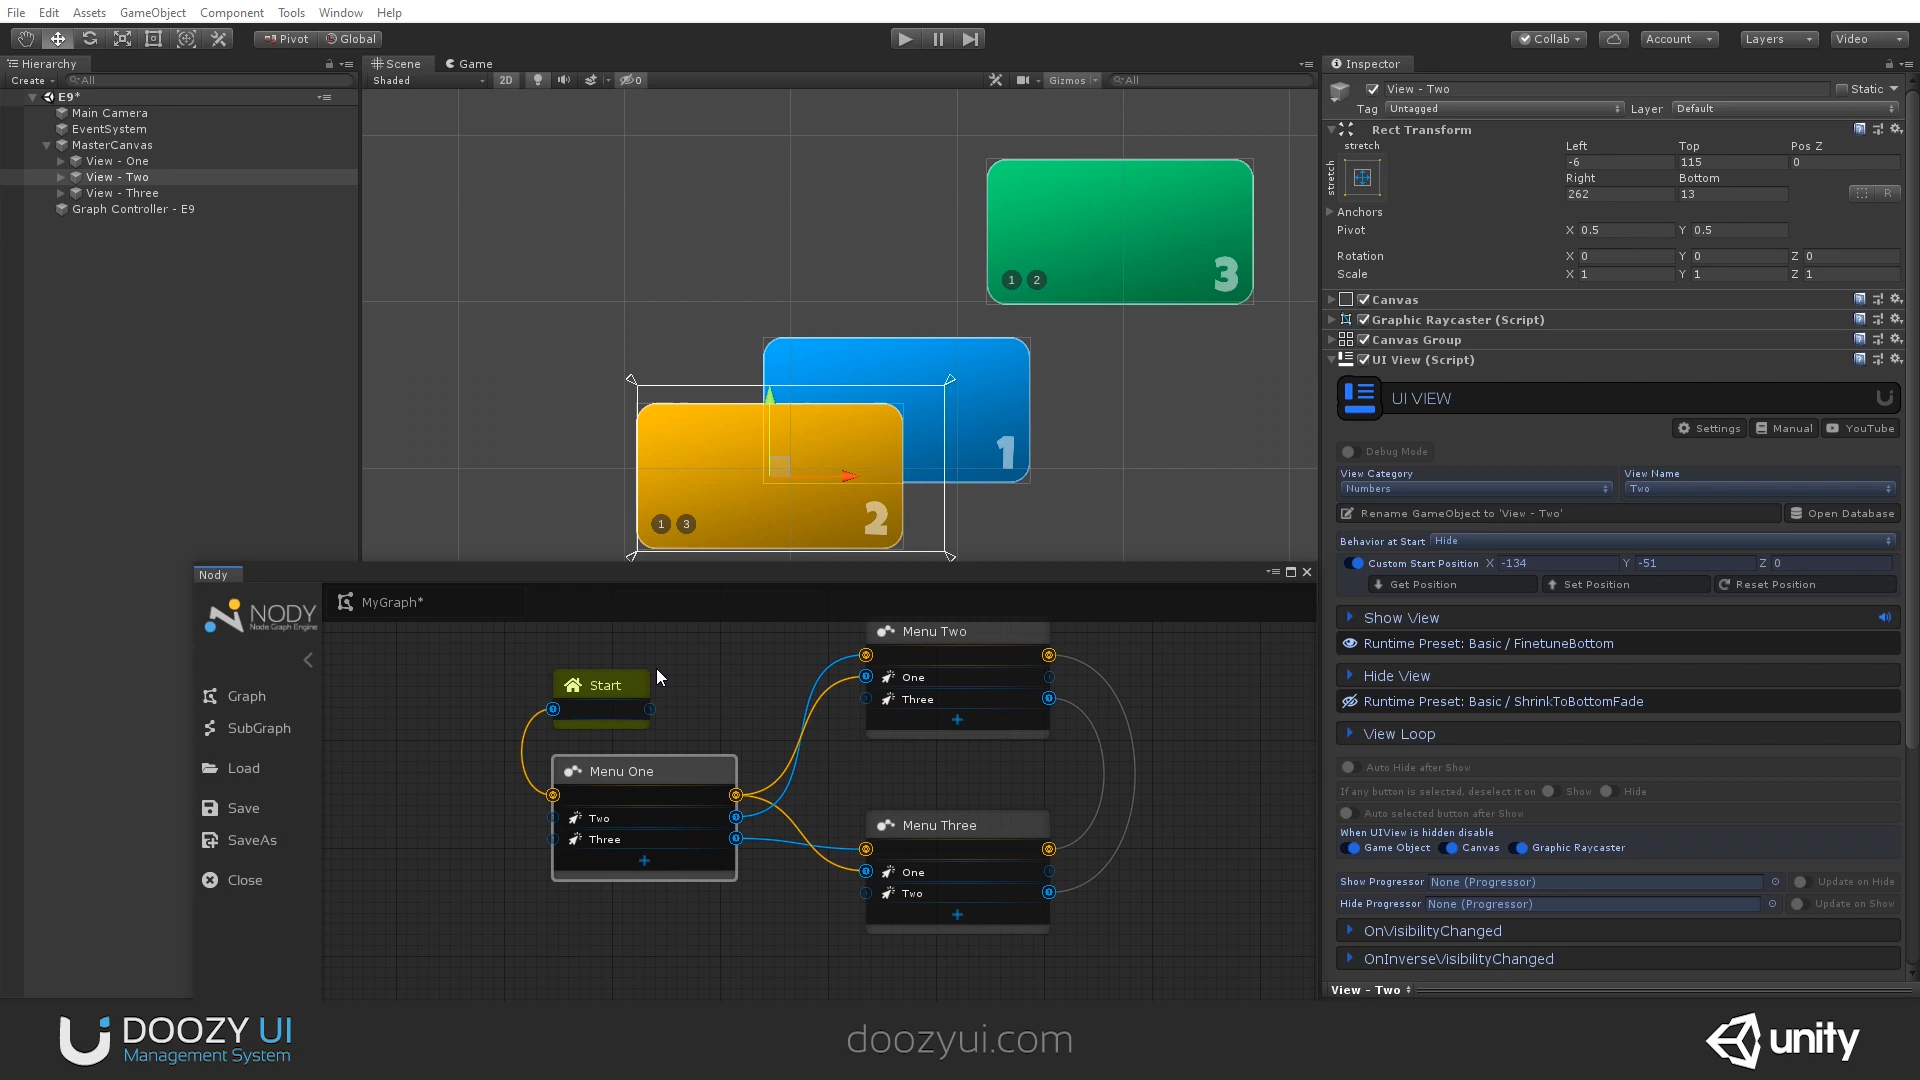 File Edit Assets GameObject Component Tools Window Help
Pivot Global
Collab Account Layers Video
Hierarchy
Create All
E9*
Main Camera
EventSystem
MasterCanvas
View - One
View - Two
View - Three
Graph Controller - E9
Scene Game
Shaded 2D 0 Gizmos All
1 2 3
1
1 3 2
Nody
NODY
Node Graph Engine
MyGraph*
Graph
SubGraph
Load
Save
SaveAs
Close
Start
Menu One
Two
Three
Menu Two
One
Three
Menu Three
One
Two
Inspector
View - Two Static
Tag Untagged Layer Default
Rect Transform
stretch
stretch
Left Top Pos Z
-6 115 0
Right Bottom
262 13 R
Anchors
Pivot X 0.5 Y 0.5
Rotation X 0 Y 0 Z 0
Scale X 1 Y 1 Z 1
Canvas
Graphic Raycaster (Script)
Canvas Group
UI View (Script)
UI VIEW
Settings Manual YouTube
Debug Mode
View Category View Name
Numbers Two
Rename GameObject to 'View - Two' Open Database
Behavior at Start Hide
Custom Start Position X -134 Y -51 Z 0
Get Position Set Position Reset Position
Show View
Runtime Preset: Basic / FinetuneBottom
Hide View
Runtime Preset: Basic / ShrinkToBottomFade
View Loop
Auto Hide after Show
If any button is selected, deselect it on Show Hide
Auto selected button after Show
When UIView is hidden disable
Game Object Canvas Graphic Raycaster
Show Progressor None (Progressor) Update on Hide
Hide Progressor None (Progressor) Update on Show
OnVisibilityChanged
OnInverseVisibilityChanged
View - Two
DOOZY UI
Management System
doozyui.com
unity